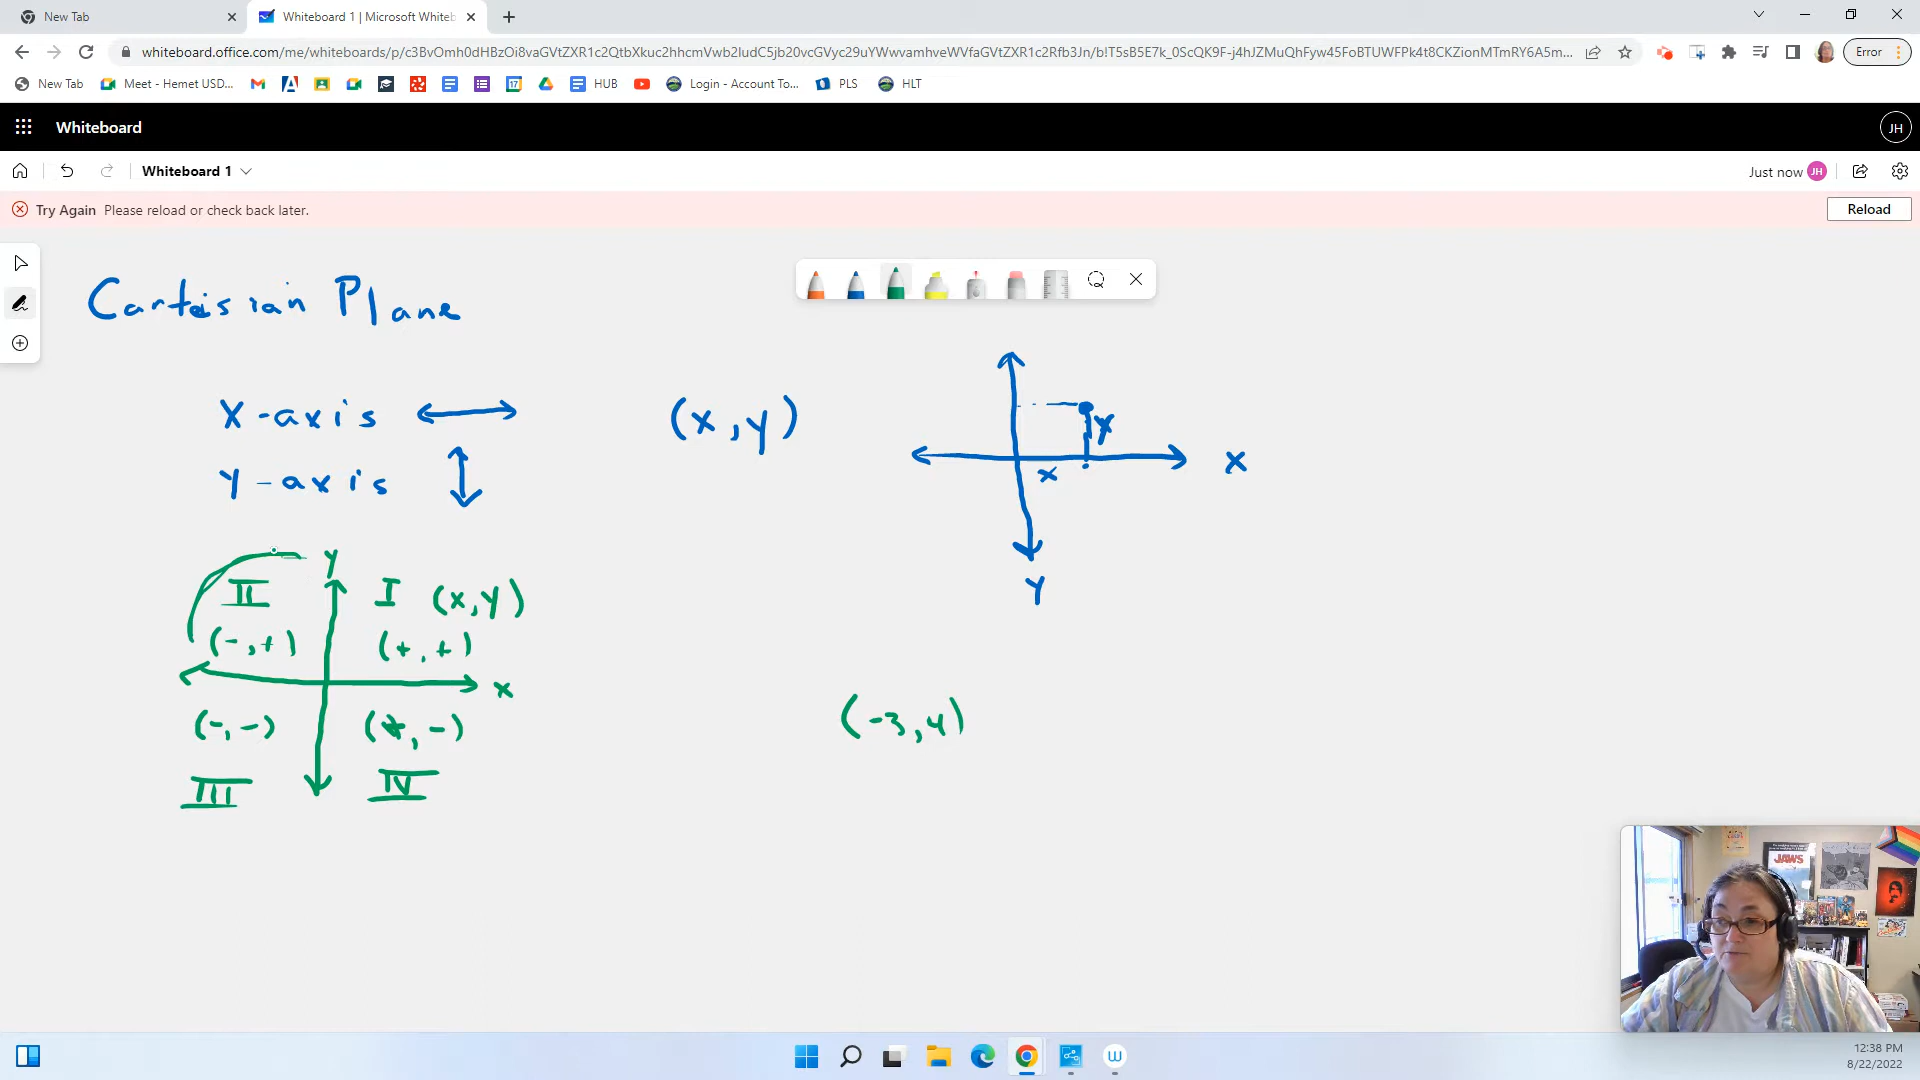 New Tab
Whiteboard 1 | Microsoft Whiteb
whiteboard.office.com/me/whiteboards/p/c3BvOmh0dHBzOi8vaGVtZXR1c2QtbXkuc2hhcmVwb2ludC5jb20vcGVyc29uYWwvamhveWVfaGVtZXR1c2Rfb3Jn/b!T5sB5E7k_0ScQK9F-j4hJZMuQhFyw45FoBTUWFPk4t8CKZionMTmRY6A5m...
Error
New Tab
Meet - Hemet USD...
HUB
Login - Account To...
PLS
HLT
Whiteboard
JH
Whiteboard 1
Just now
JH
Try Again Please reload or check back later.
Reload
Cartesian Plane
X-axis
(x, y)
y
x
x
Y-axis
Y
y
II
I (x, y)
(-, +)
(+, +)
x
(-, -)
(+, -)
III
IV
(-3, 4)
JAWS
12:38 PM
8/22/2022